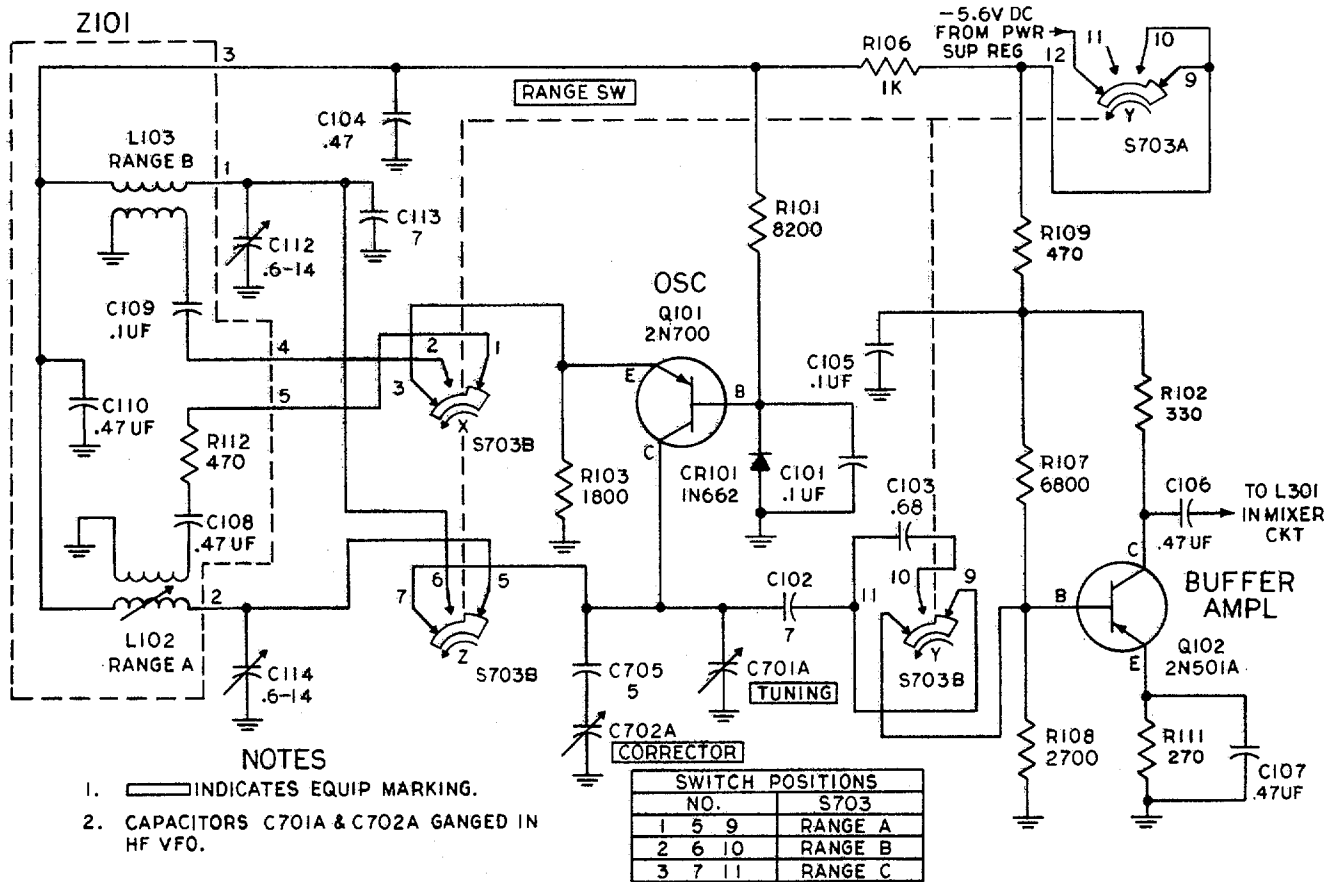 Z101
3
C104
.47
RANGE SW
R106
1K
-5.6V DC
FROM PWR
SUP REG
12
11
10
9
Y
S703A
L103
RANGE B
1
C113
7
C112
.6-14
R101
8200
R109
470
OSC
Q101
2N700
E
B
C
C109
.1UF
4
2
1
5
3
X
S703B
C110
.47UF
R112
470
C108
.47UF
R103
1800
CR101
1N662
C101
.1UF
C105
.1UF
R102
330
R107
6800
C103
.68
C106
.47UF
TO L301
IN MIXER
CKT
2
6
5
7
Z
S703B
L102
RANGE A
C114
.6-14
C705
5
C702A
CORRECTOR
C102
7
C701A
TUNING
11
10
9
Y
S703B
B
C
E
BUFFER
AMPL
Q102
2N501A
R108
2700
R111
270
C107
.47UF
NOTES
1. INDICATES EQUIP MARKING.
2. CAPACITORS C701A & C702A GANGED IN
HF VFO.
SWITCH POSITIONS
NO. S703
1 5 9 RANGE A
2 6 10 RANGE B
3 7 11 RANGE C